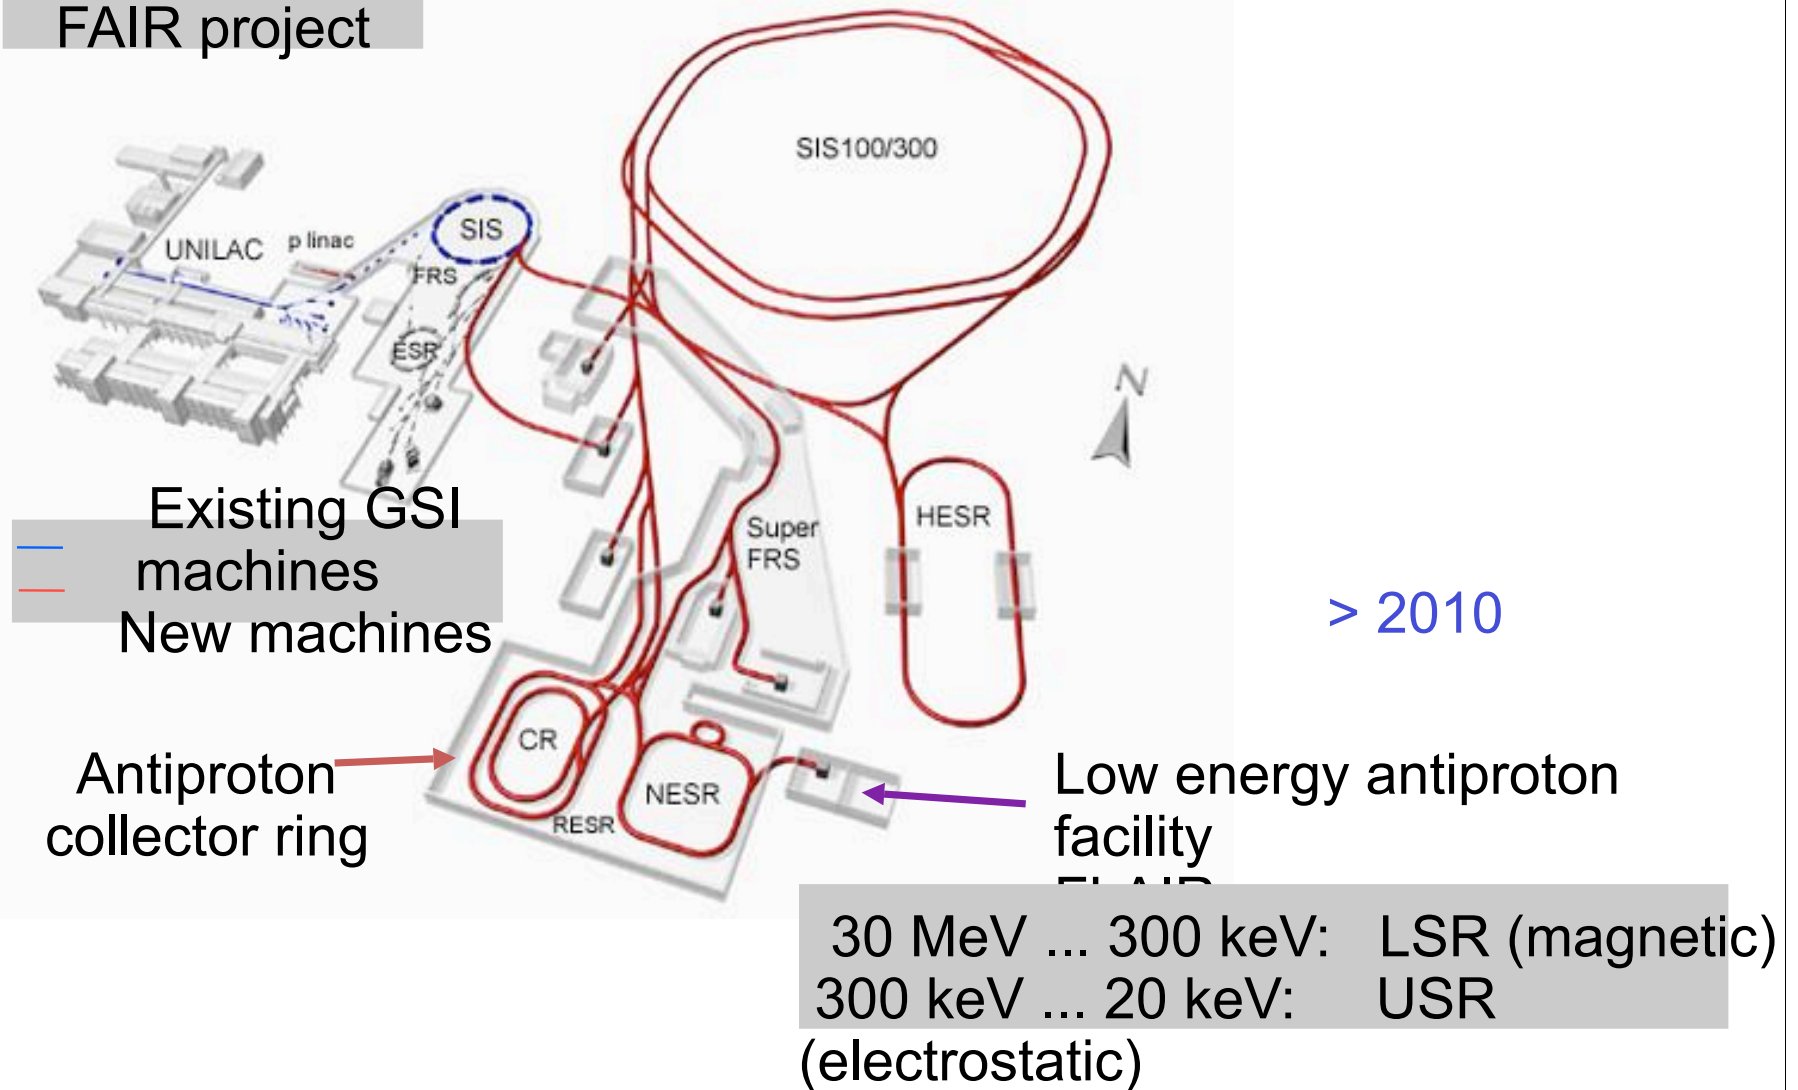 FAIR project
SIS100/300
UNILAC
p linac
SIS
FRS
ESR
N
Existing GSI
machines
New machines
Super
FRS
HESR
> 2010
CR
NESR
RESR
Antiproton
collector ring
Low energy antiproton
facility
30 MeV ... 300 keV: LSR (magnetic)
300 keV ... 20 keV: USR
(electrostatic)